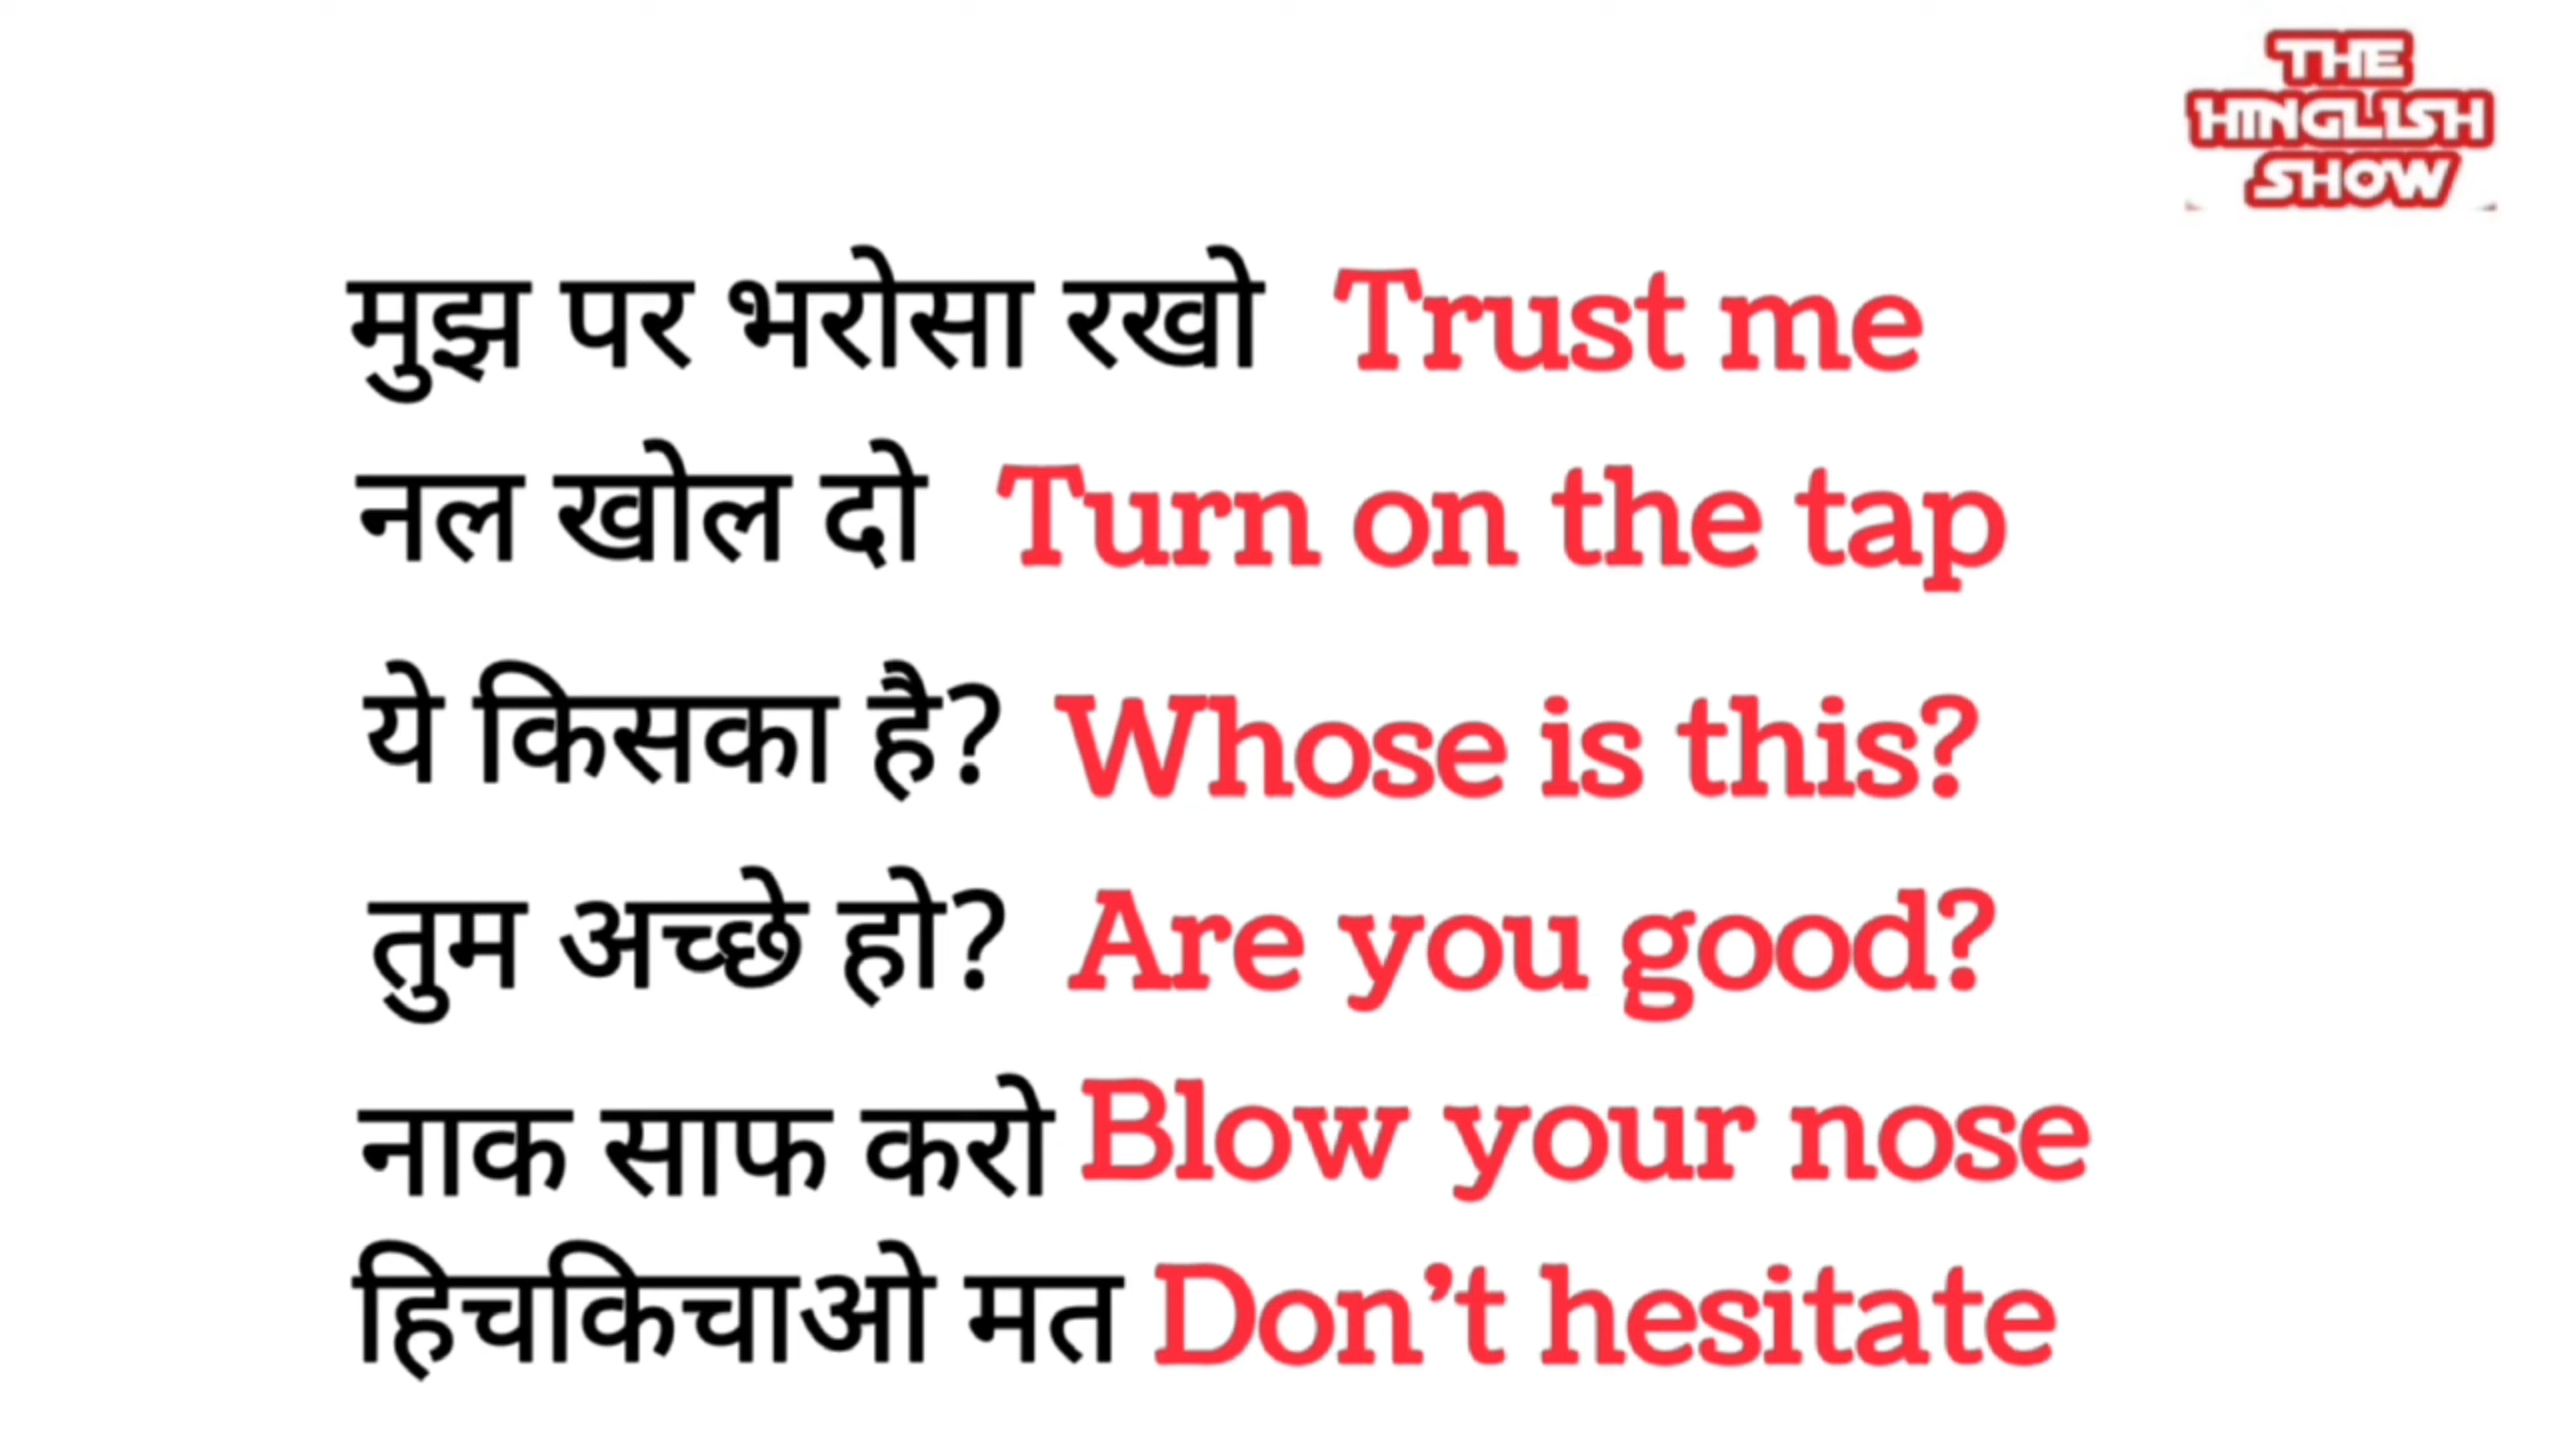 THE
HINGLISH
SHOW
मुझ पर भरोसा रखो Trust me
नल खोल दो Turn on the tap
ये किसका है? Whose is this?
तुम अच्छे हो? Are you good?
नाक साफ करो Blow your nose
हिचकिचाओ मत Don't hesitate